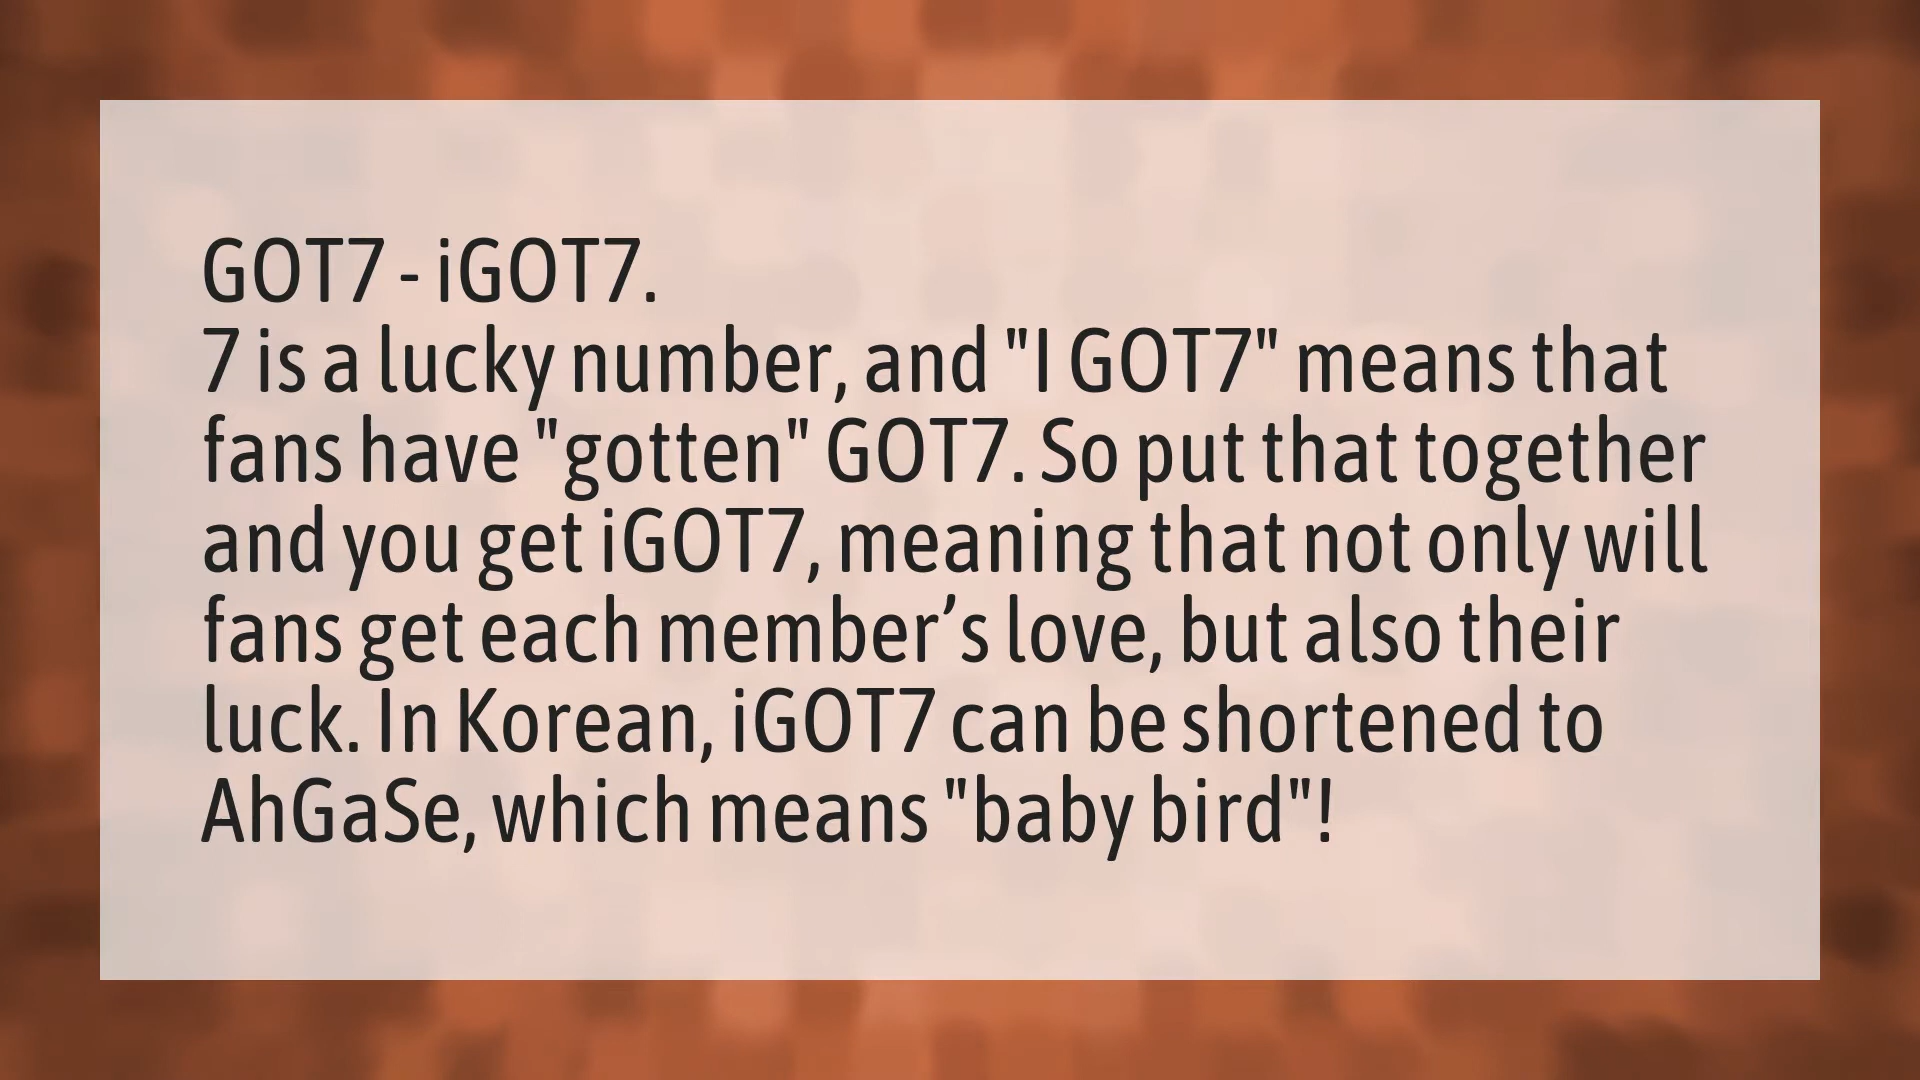 GOT7 - iGOT7.
7 is a lucky number, and "I GOT7" means that
fans have "gotten" GOT7. So put that together
and you get iGOT7, meaning that not only will
fans get each member’s love, but also their
luck. In Korean, iGOT7 can be shortened to
AhGaSe, which means "baby bird"!